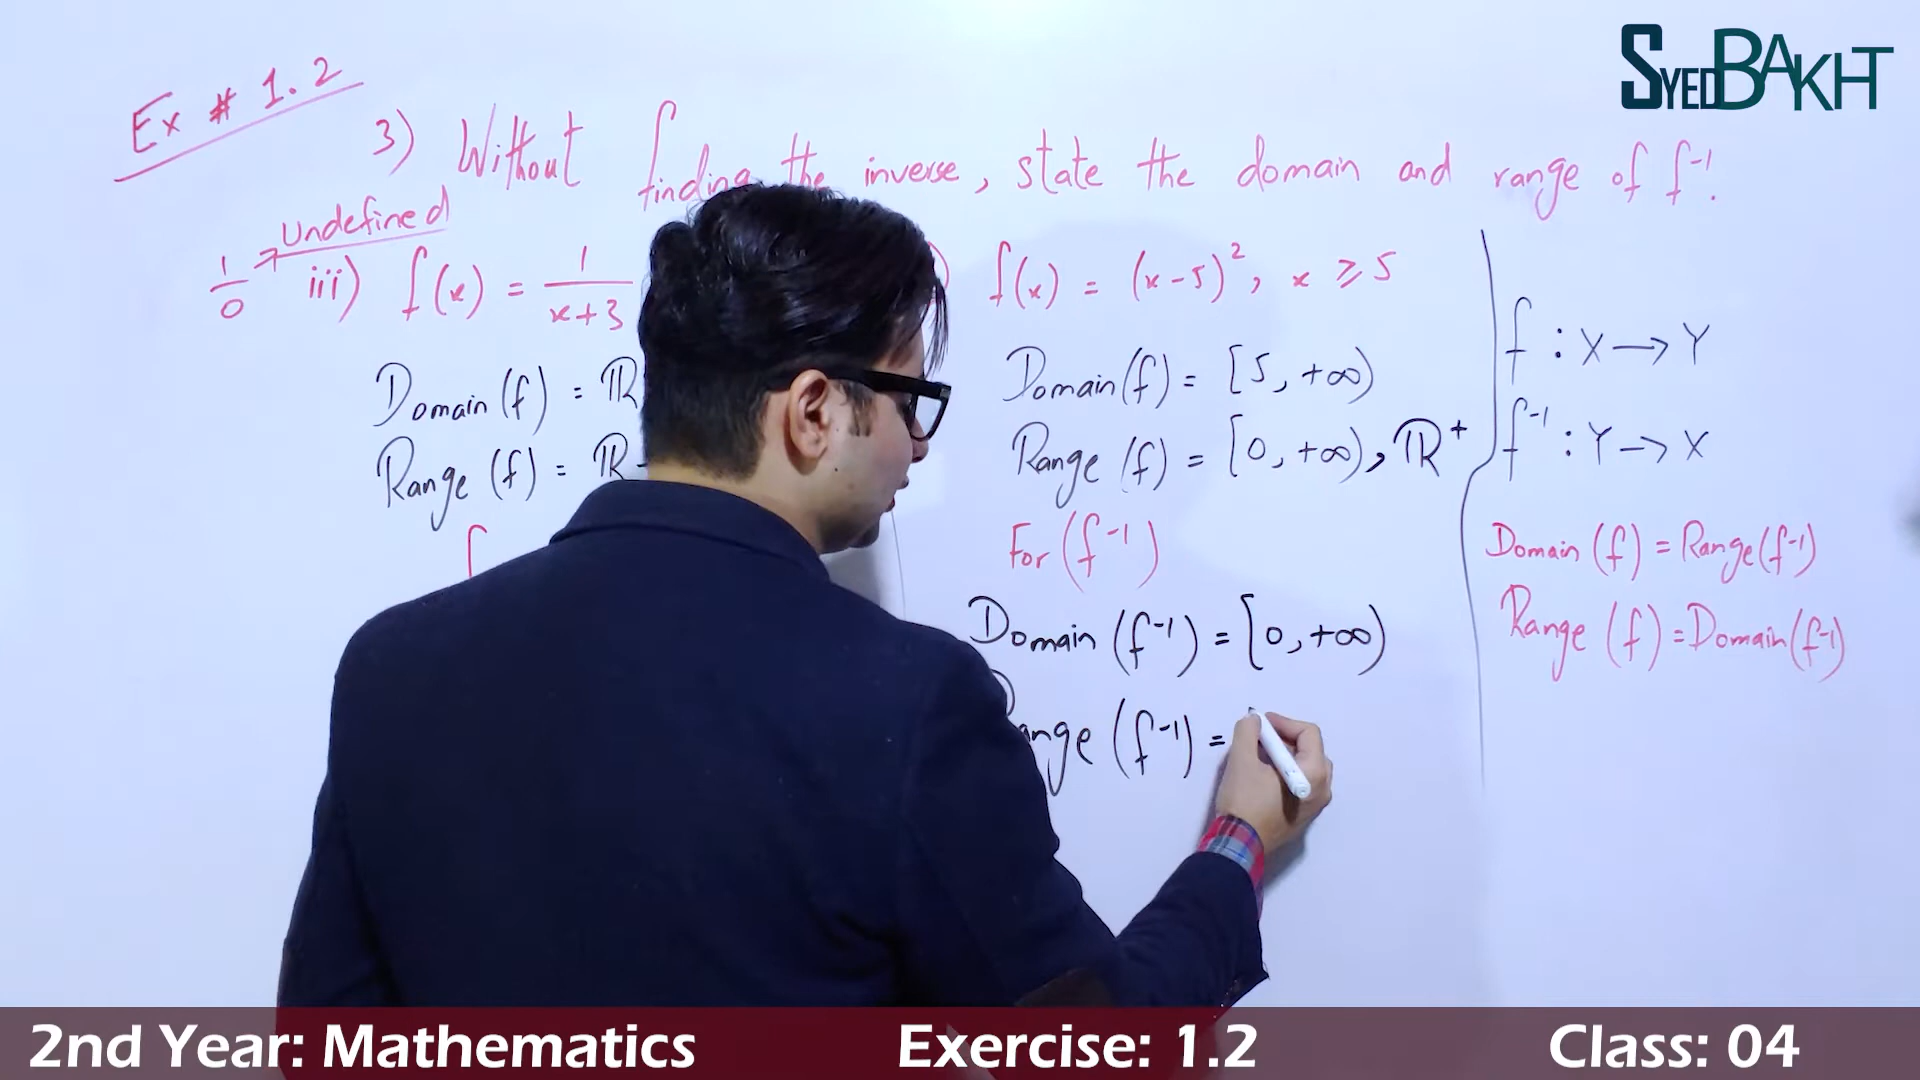 SYEDBAKHT
Ex # 1.2
3) Without finding the inverse, state the domain and range of f⁻¹.
1/0 → Undefined
iii) f(x) = 1/(x+3)
Domain (f) = ℝ
Range (f) = ℝ -
f(x) = (x-5)², x ≥ 5
Domain (f) = [5, +∞)
Range (f) = [0, +∞), ℝ⁺
For (f⁻¹)
Domain (f⁻¹) = [0, +∞)
Range (f⁻¹) =
f : X → Y
f⁻¹ : Y → X
Domain (f) = Range (f⁻¹)
Range (f) = Domain (f⁻¹)
2nd Year: Mathematics Exercise: 1.2 Class: 04